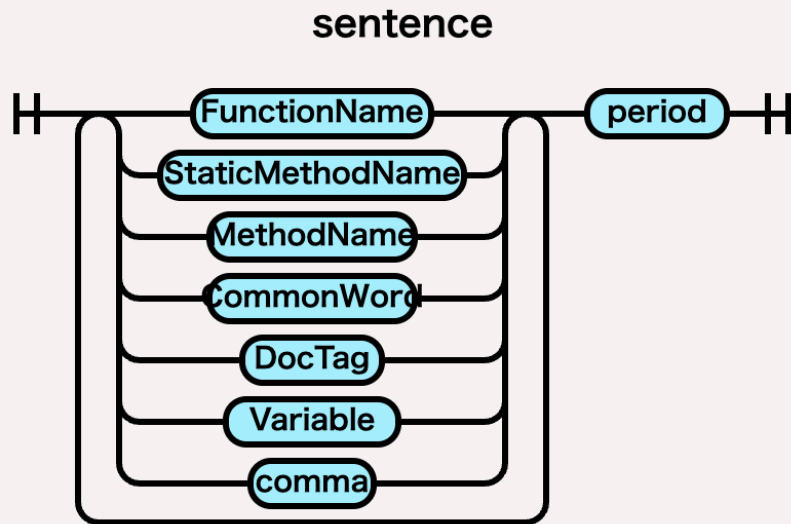 sentence
FunctionName period
StaticMethodName
MethodName
CommonWord
DocTag
Variable
comma